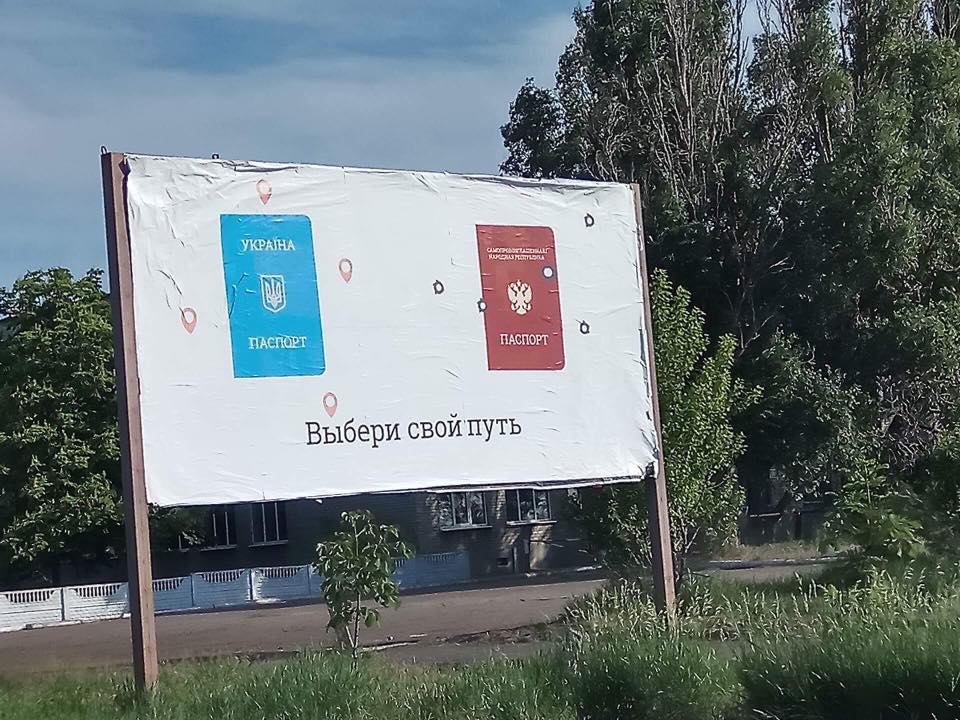 УКРАЇНА
ПАСПОРТ
САМОПРОВОЗГЛАШЕННАЯ
НАРОДНАЯ РЕСПУБЛИКА
ПАСПОРТ
Выбери свой путь